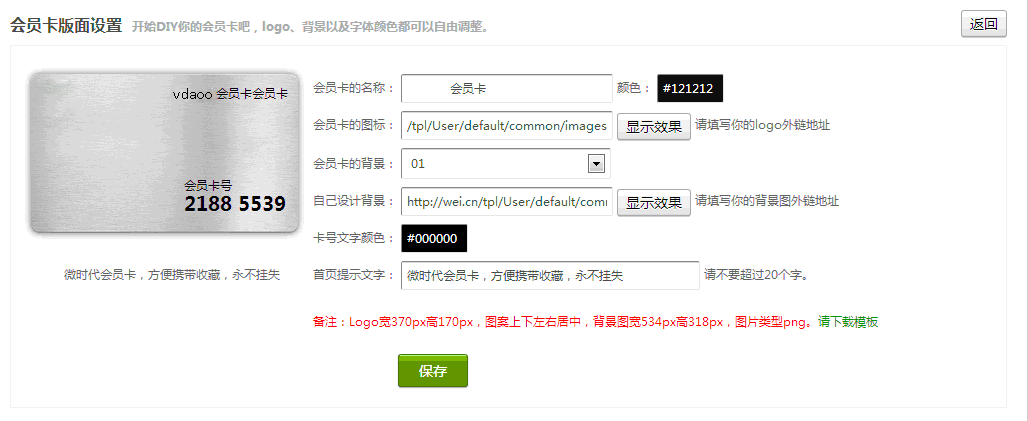 会员卡版面设置 开始DIY你的会员卡吧，logo、背景以及字体颜色都可以自由调整。 返回
vdaoo 会员卡会员卡
会员卡号
2188 5539
微时代会员卡，方便携带收藏，永不挂失
会员卡的名称： 会员卡 颜色： #121212
会员卡的图标： /tpl/User/default/common/images 显示效果 请填写你的logo外链地址
会员卡的背景： 01
自己设计背景： http://wei.cn/tpl/User/default/com 显示效果 请填写你的背景图外链地址
卡号文字颜色： #000000
首页提示文字： 微时代会员卡，方便携带收藏，永不挂失 请不要超过20个字。
备注：Logo宽370px高170px，图案上下左右居中，背景图宽534px高318px，图片类型png。请下载模板
保存